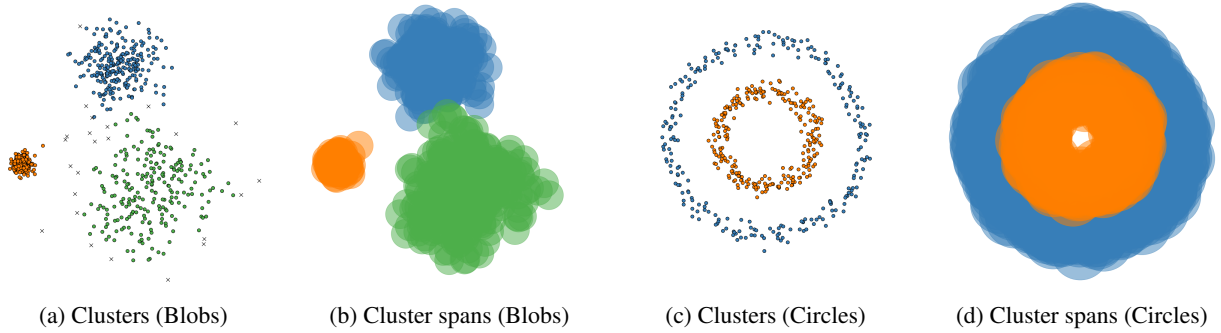 (a) Clusters (Blobs)
(b) Cluster spans (Blobs)
(c) Clusters (Circles)
(d) Cluster spans (Circles)